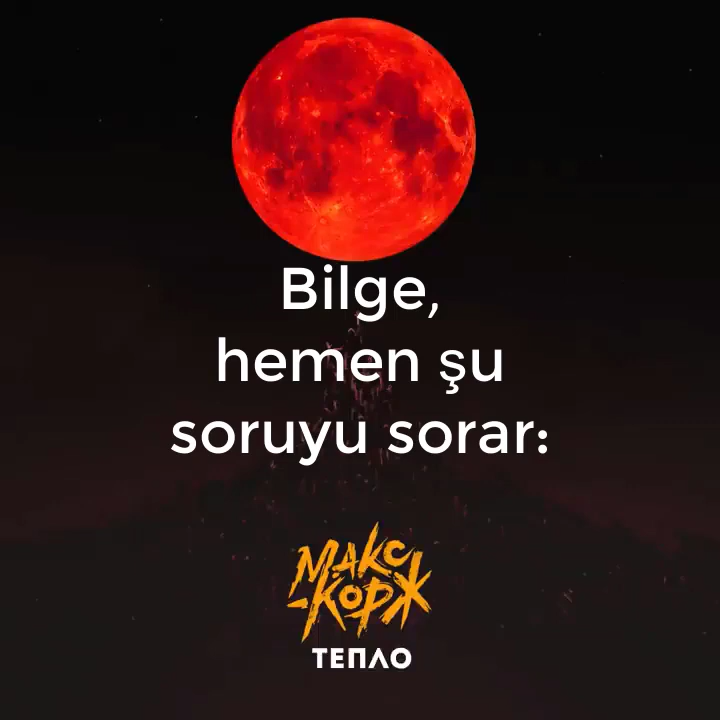 Bilge,
hemen şu
soruyu sorar:
МАКС
-КОРЖ
ТЕПЛО